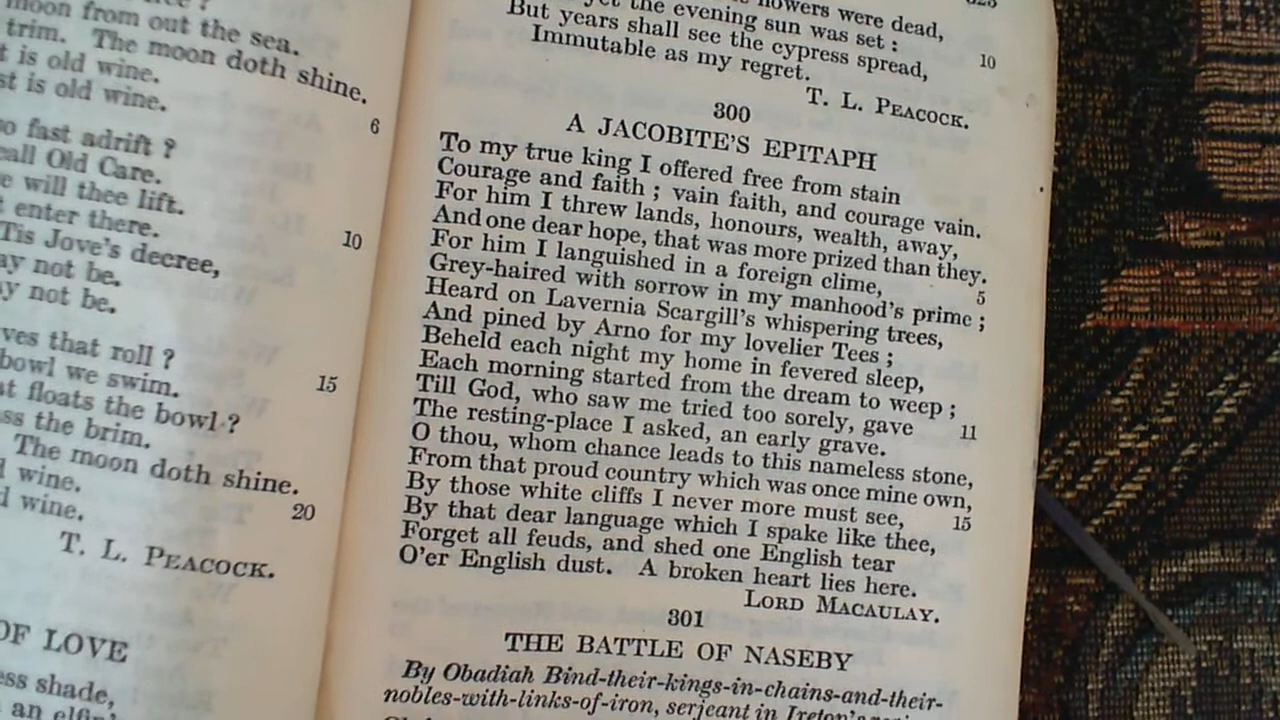 moon from out the sea.
trim. The moon doth shine.
is old wine.
st is old wine.
6
so fast adrift ?
call Old Care.
will thee lift.
enter there.
'Tis Jove's decree,
10
ay not be.
ay not be.
ves that roll ?
bowl we swim.
15
at floats the bowl ?
ss the brim.
The moon doth shine.
wine.
20
wine.
T. L. PEACOCK.
OF LOVE
ess shade,
an elfin
flowers were dead,
yet the evening sun was set :
But years shall see the cypress spread,
10
Immutable as my regret.
T. L. PEACOCK.
300
A JACOBITE'S EPITAPH
To my true king I offered free from stain
Courage and faith ; vain faith, and courage vain.
For him I threw lands, honours, wealth, away,
And one dear hope, that was more prized than they.
For him I languished in a foreign clime,
5
Grey-haired with sorrow in my manhood's prime ;
Heard on Lavernia Scargill's whispering trees,
And pined by Arno for my lovelier Tees ;
Beheld each night my home in fevered sleep,
Each morning started from the dream to weep ;
Till God, who saw me tried too sorely, gave
11
The resting-place I asked, an early grave.
O thou, whom chance leads to this nameless stone,
From that proud country which was once mine own,
By those white cliffs I never more must see,
15
By that dear language which I spake like thee,
Forget all feuds, and shed one English tear
O'er English dust. A broken heart lies here.
LORD MACAULAY.
301
THE BATTLE OF NASEBY
By Obadiah Bind-their-kings-in-chains-and-their-
nobles-with-links-of-iron, serjeant in Ireton's